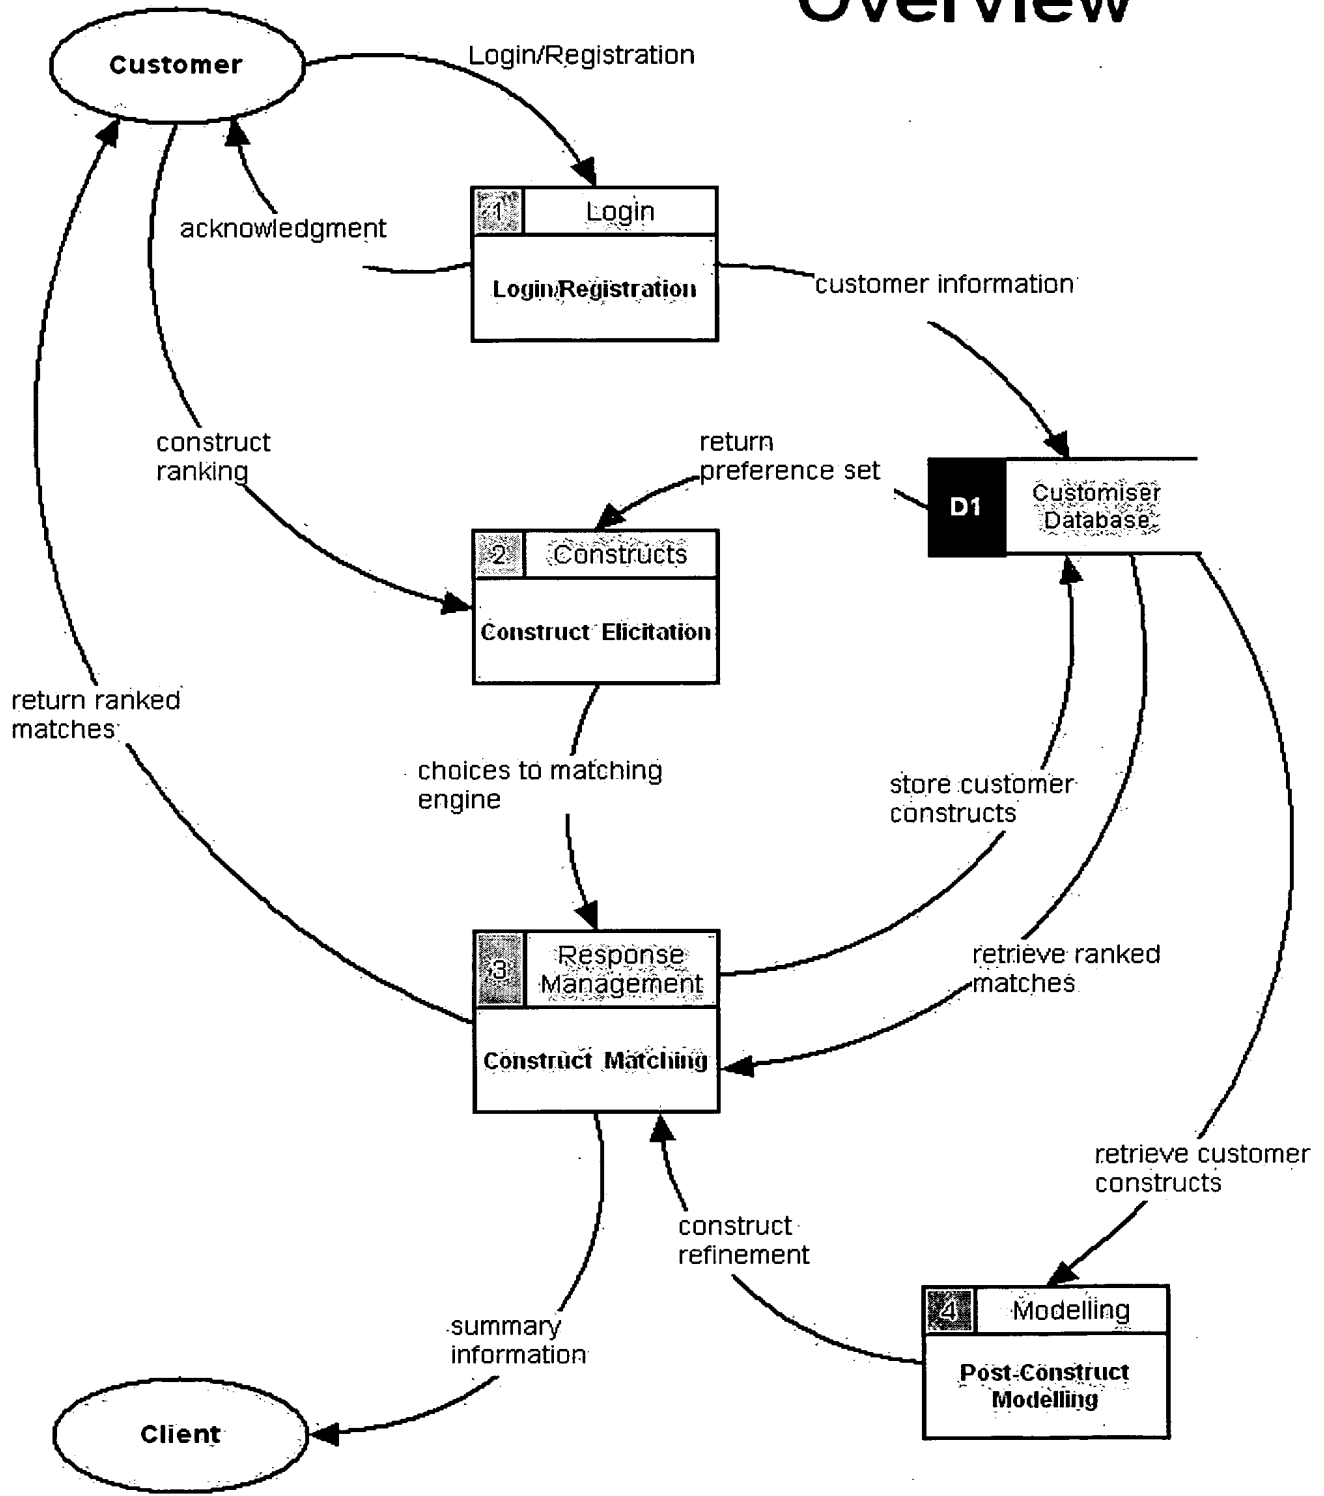 Overview
Customer
Login/Registration
1
Login
acknowledgment
Login/Registration
customer information
construct
ranking
return
preference set
D1
Customiser
Database
2
Constructs
Construct Elicitation
return ranked
matches
choices to matching
engine
store customer
constructs
3
Response
Management
retrieve ranked
matches
Construct Matching
retrieve customer
constructs
construct
refinement
4
Modelling
summary
information
Post-Construct
Modelling
Client